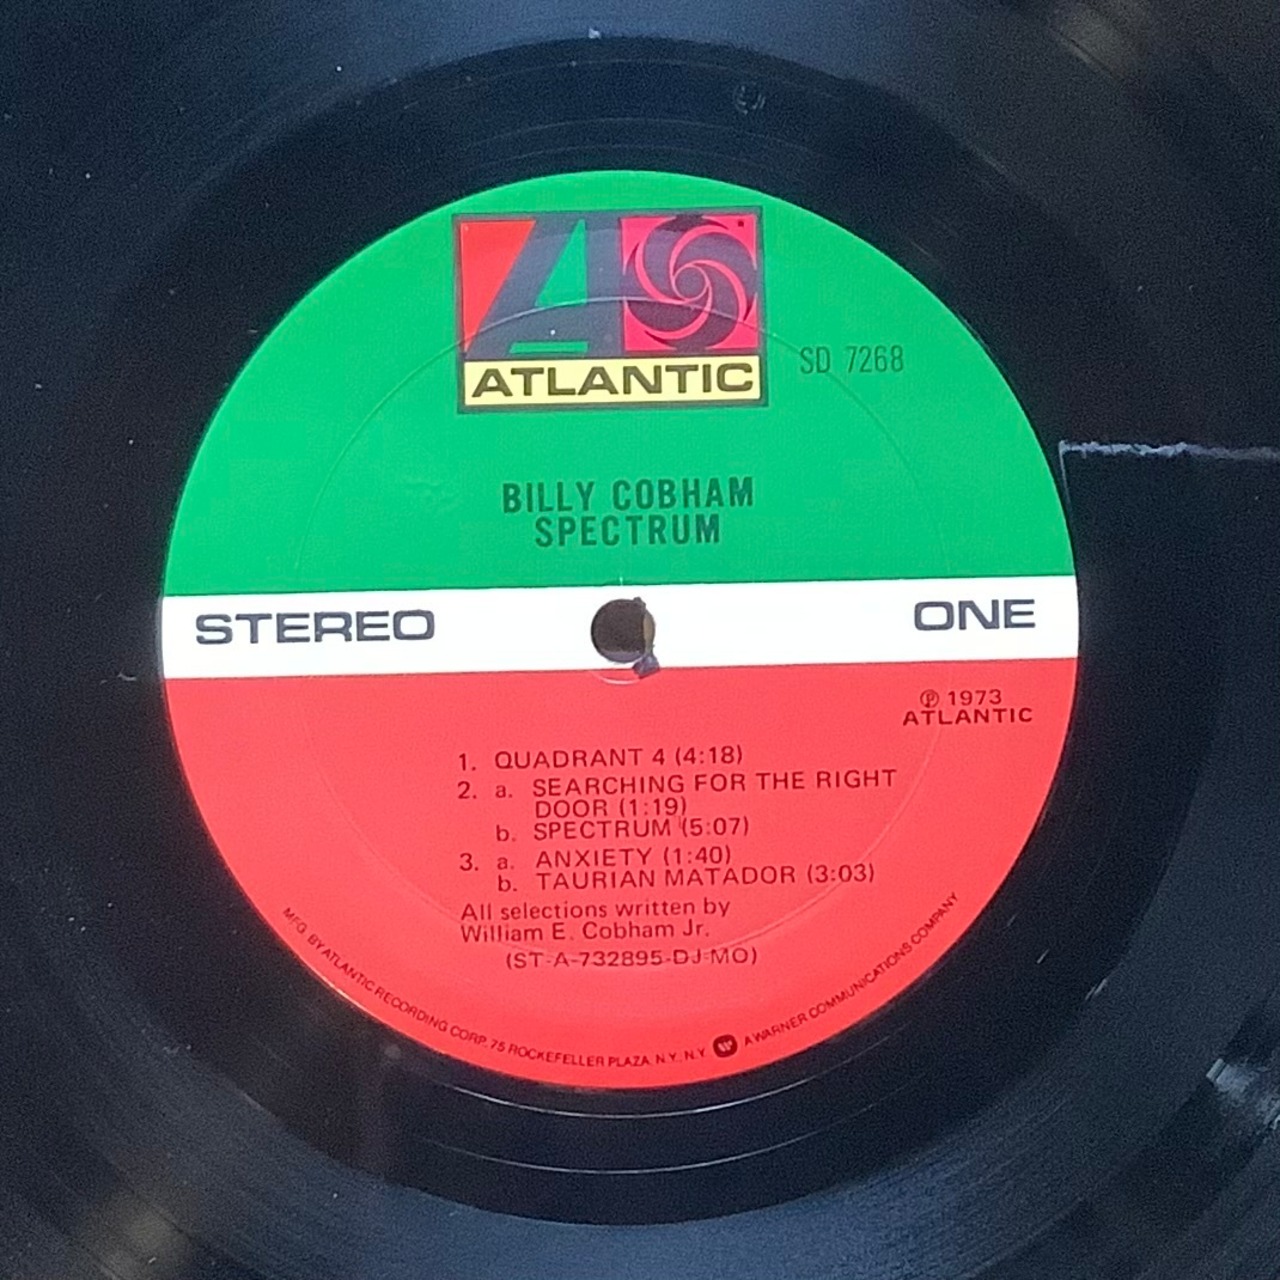 ATLANTIC
SD 7268
BILLY COBHAM
SPECTRUM
STEREO
ONE
℗ 1973
ATLANTIC
1. QUADRANT 4 (4:18)
2. a. SEARCHING FOR THE RIGHT
DOOR (1:19)
b. SPECTRUM (5:07)
3. a. ANXIETY (1:40)
b. TAURIAN MATADOR (3:03)
All selections written by
William E. Cobham Jr.
(ST-A-732895-DJ-MO)
MFG. BY ATLANTIC RECORDING CORP. 75 ROCKEFELLER PLAZA N.Y. N.Y. A WARNER COMMUNICATIONS COMPANY